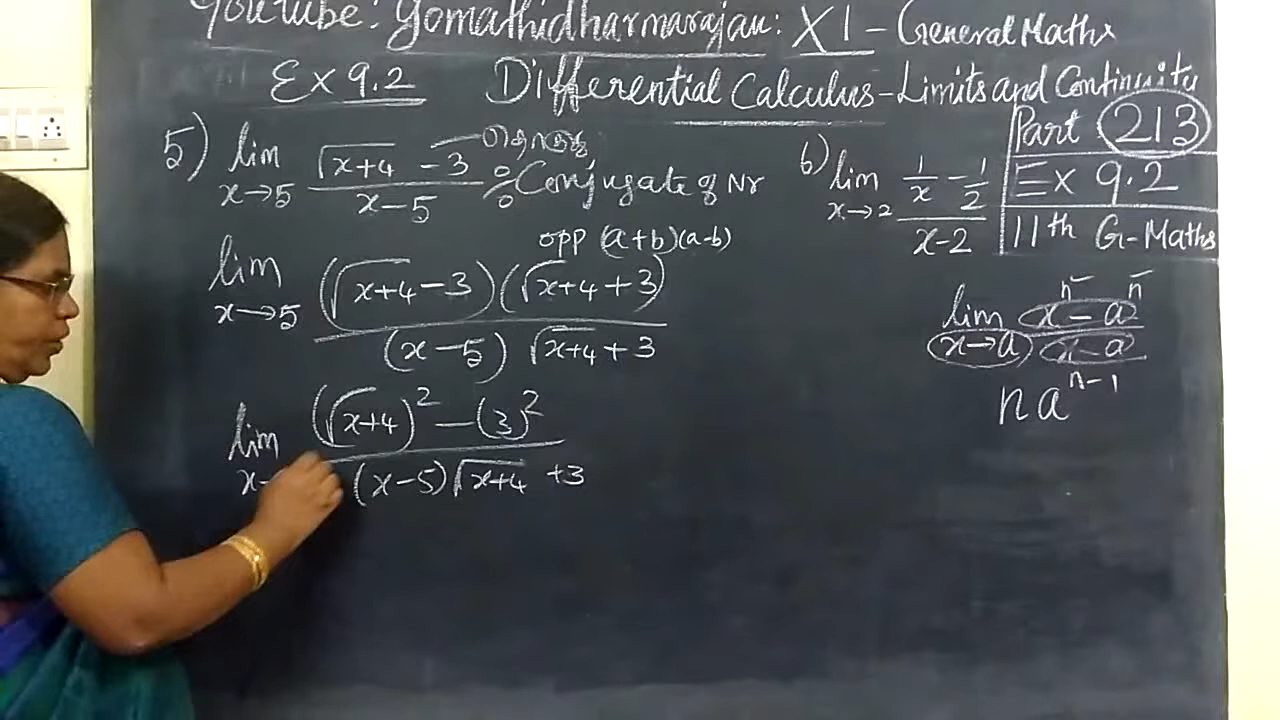 Youtube: Gomathidharmarajan: XI - General Maths
Ex 9.2 Differential Calculus - Limits and Continuity
Part 213
Ex 9.2
11th G-Maths
5) lim x→5 (√x+4 - 3) / (x-5)
Conjugate of Nr
opp (a+b)(a-b)
lim x→5 (√x+4 - 3)(√x+4 + 3) / (x-5) √x+4 + 3
lim x→ (√x+4)² - (3)² / (x-5)√x+4 + 3
6) lim x→2 (1/x - 1/2) / (x-2)
lim x→a (xⁿ - aⁿ) / (x-a)
n aⁿ⁻¹